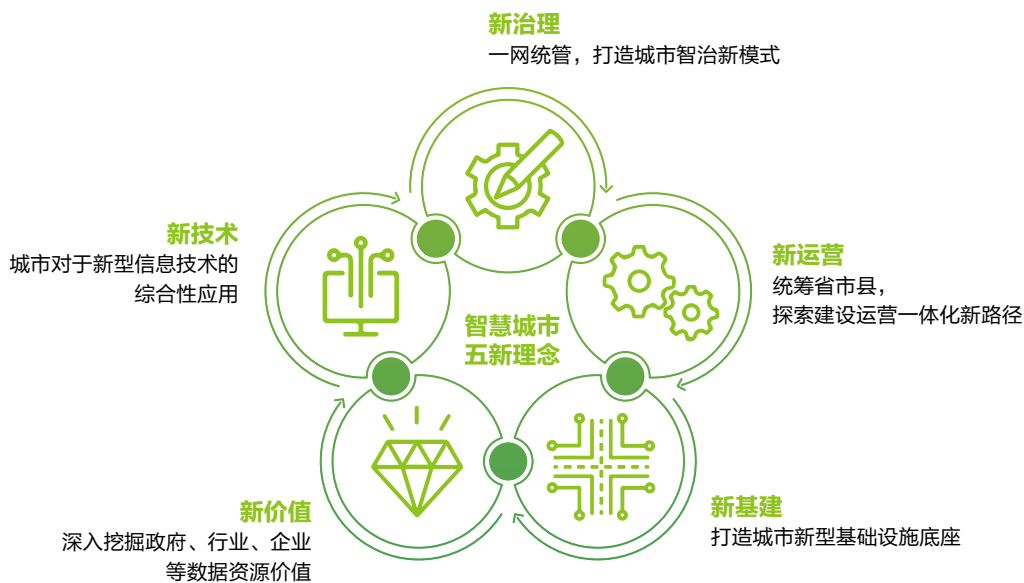 新治理
一网统管，打造城市智治新模式
新技术
城市对于新型信息技术的
综合性应用
新运营
统筹省市县，
探索建设运营一体化新路径
智慧城市
五新理念
新价值
深入挖掘政府、行业、企业
等数据资源价值
新基建
打造城市新型基础设施底座